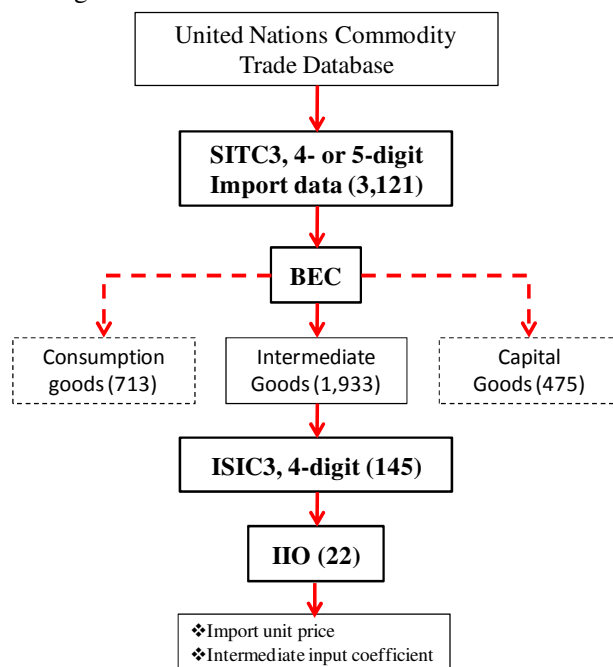 United Nations Commodity
Trade Database
SITC3, 4- or 5-digit
Import data (3,121)
BEC
Consumption
goods (713)
Intermediate
Goods (1,933)
Capital
Goods (475)
ISIC3, 4-digit (145)
IIO (22)
❖Import unit price
❖Intermediate input coefficient